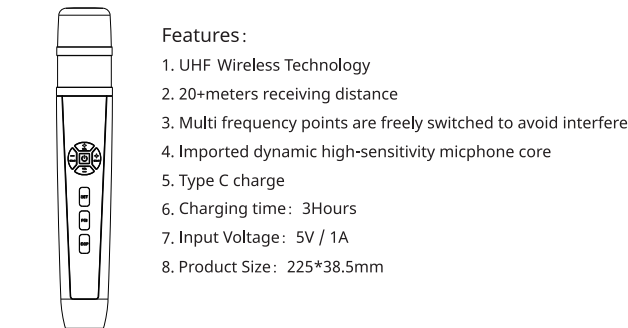 Features:
1. UHF Wireless Technology
2. 20+meters receiving distance
3. Multi frequency points are freely switched to avoid interfere
4. Imported dynamic high-sensitivity micphone core
5. Type C charge
6. Charging time: 3Hours
7. Input Voltage: 5V / 1A
8. Product Size: 225*38.5mm